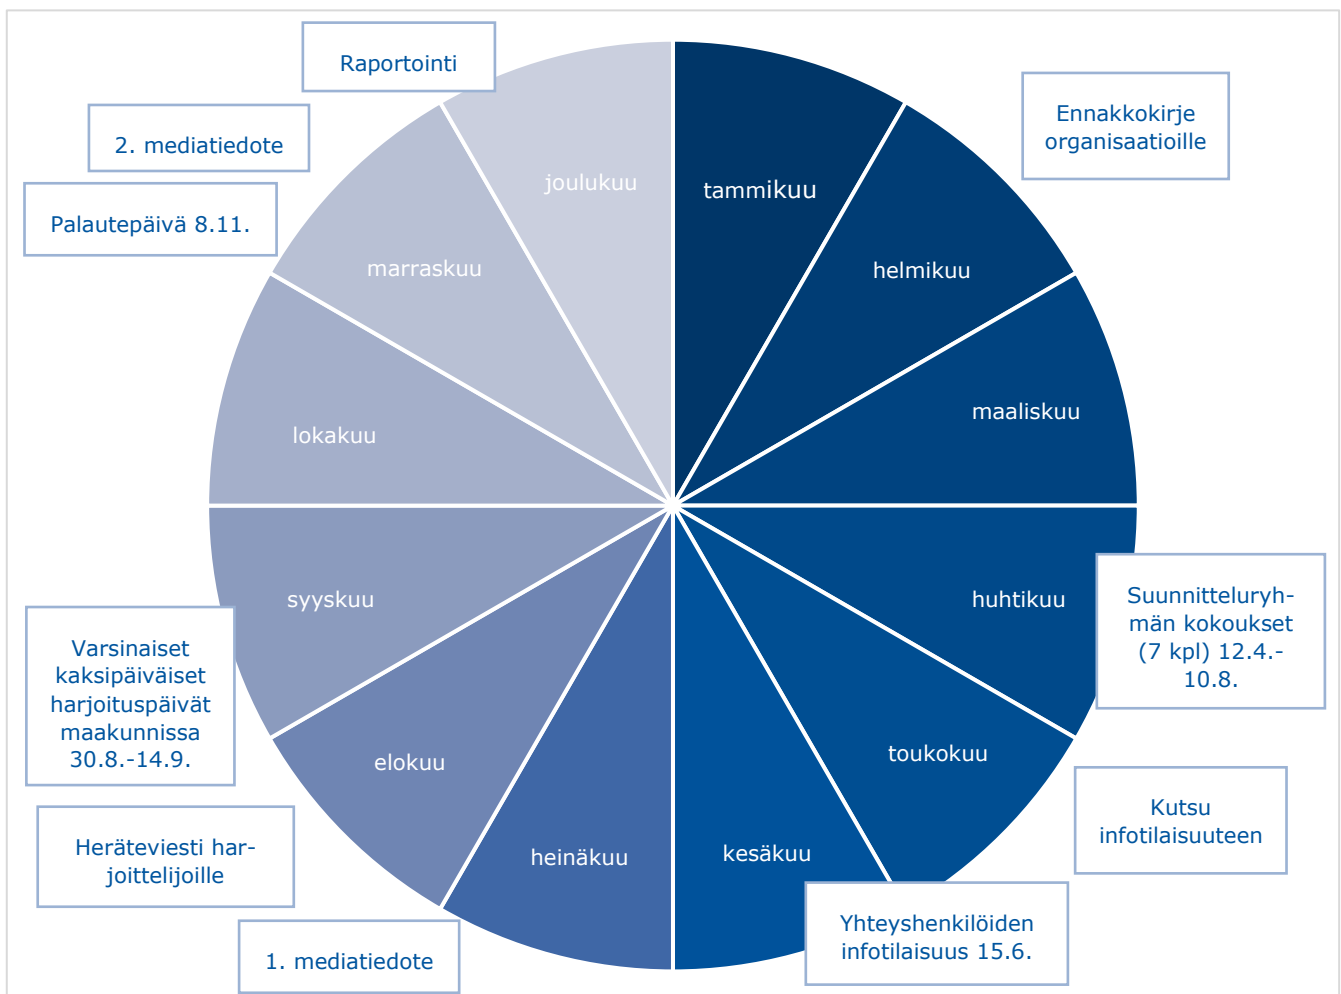 Raportointi
2. mediatiedote
Palautepäivä 8.11.
Ennakkokirje
organisaatioille
joulukuu
tammikuu
marraskuu
helmikuu
lokakuu
maaliskuu
syyskuu
huhtikuu
elokuu
toukokuu
heinäkuu
kesäkuu
Suunnitteluryh-
män kokoukset
(7 kpl) 12.4.-
10.8.
Varsinaiset
kaksipäiväiset
harjoituspäivät
maakunnissa
30.8.-14.9.
Kutsu
infotilaisuuteen
Heräteviesti har-
joittelijoille
Yhteyshenkilöiden
infotilaisuus 15.6.
1. mediatiedote